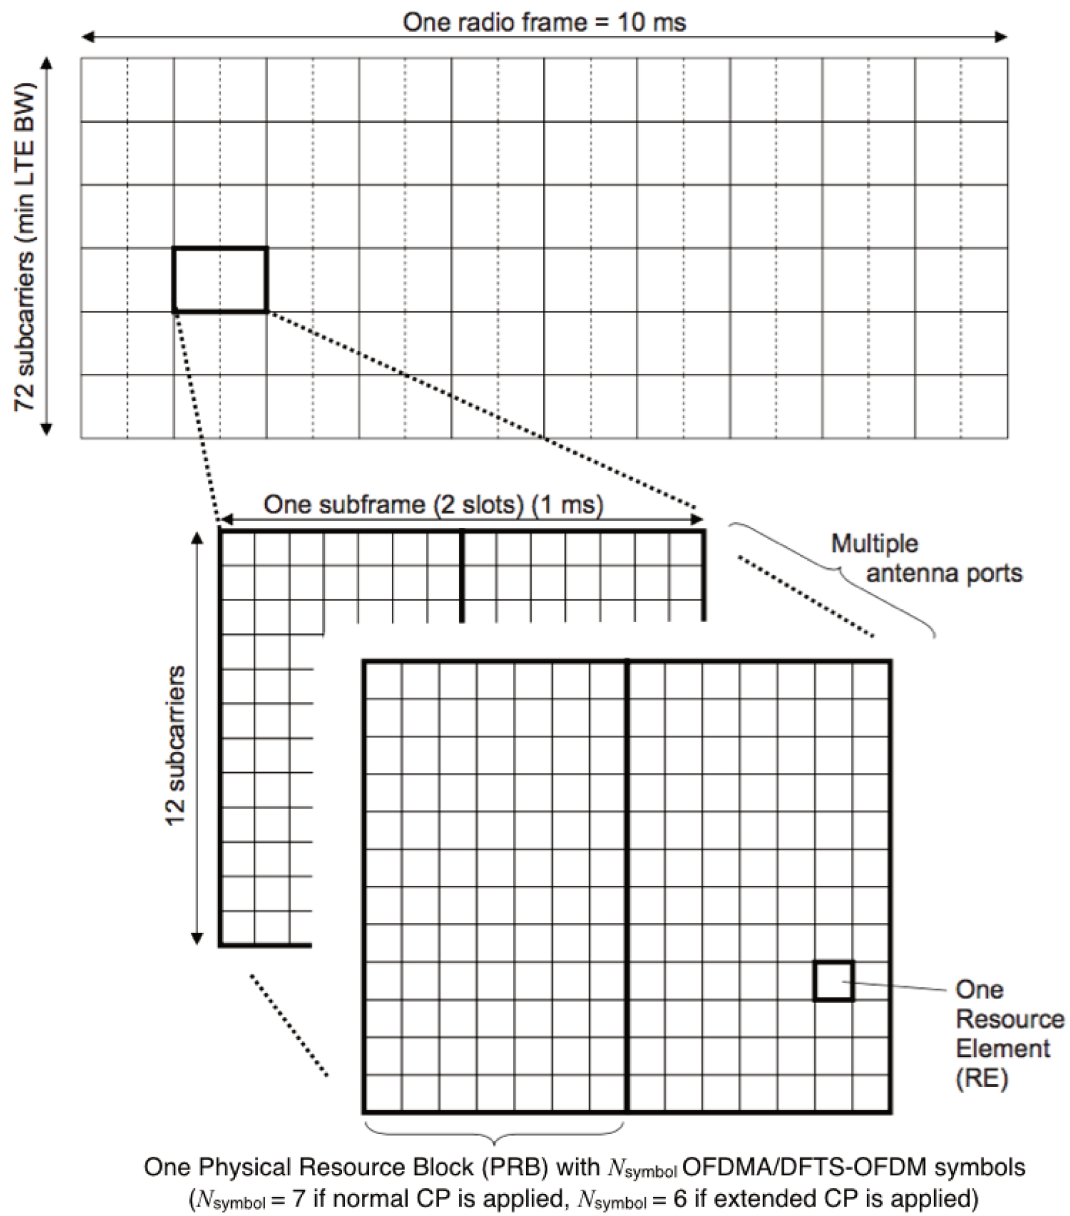 One radio frame = 10 ms
72 subcarriers (min LTE BW)
One subframe (2 slots) (1 ms)
Multiple
antenna ports
12 subcarriers
One
Resource
Element
(RE)
One Physical Resource Block (PRB) with Nsymbol OFDMA/DFTS-OFDM symbols
(Nsymbol = 7 if normal CP is applied, Nsymbol = 6 if extended CP is applied)